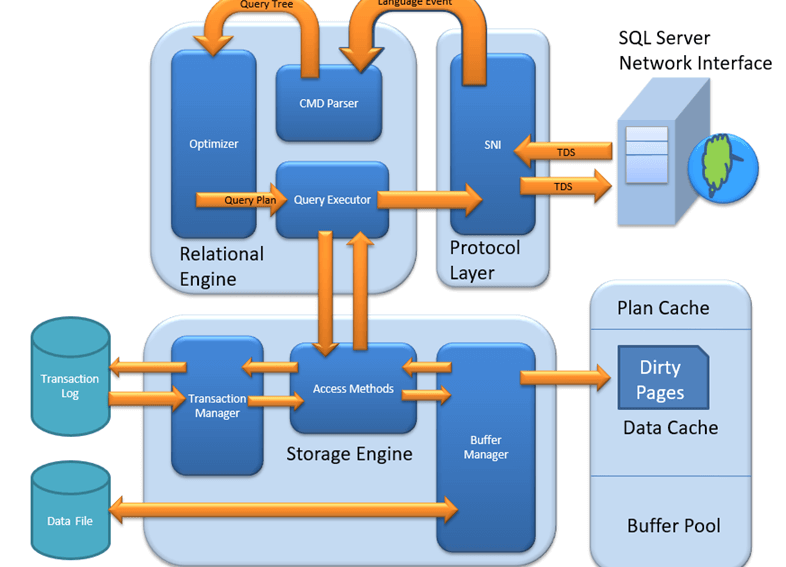 Query Tree
Language Event
SQL Server
Network Interface
CMD Parser
Optimizer
SNI
TDS
TDS
Query Plan
Query Executor
Relational
Engine
Protocol
Layer
Plan Cache
Dirty
Pages
Data Cache
Buffer Pool
Transaction
Log
Transaction
Manager
Access Methods
Buffer
Manager
Storage Engine
Data File